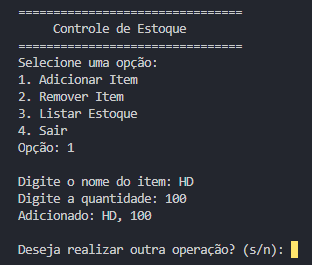 ================================
Controle de Estoque
================================
Selecione uma opção:
1. Adicionar Item
2. Remover Item
3. Listar Estoque
4. Sair
Opção: 1
Digite o nome do item: HD
Digite a quantidade: 100
Adicionado: HD, 100
Deseja realizar outra operação? (s/n):